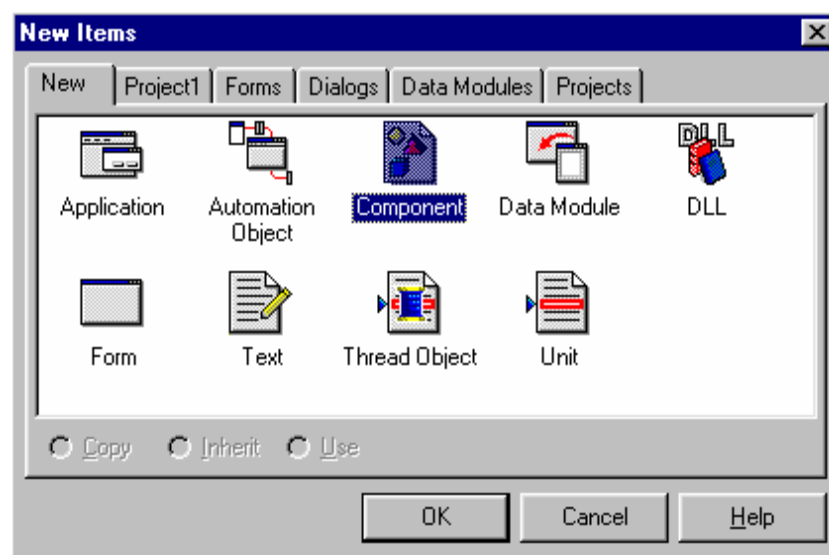 New Items
New Project1 Forms Dialogs Data Modules Projects
DLL
Application Automation Object Component Data Module DLL
Form Text Thread Object Unit
Copy Inherit Use
OK Cancel Help